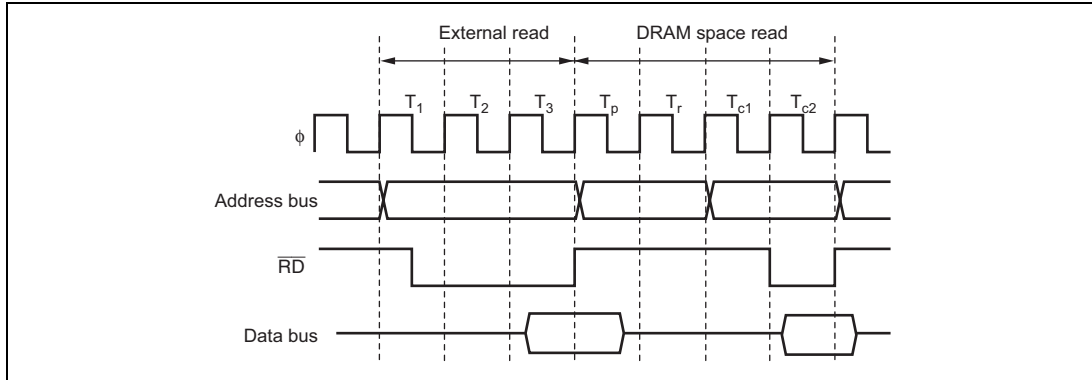 External read DRAM space read
T1 T2 T3 Tp Tr Tc1 Tc2
ϕ
Address bus
RD
Data bus